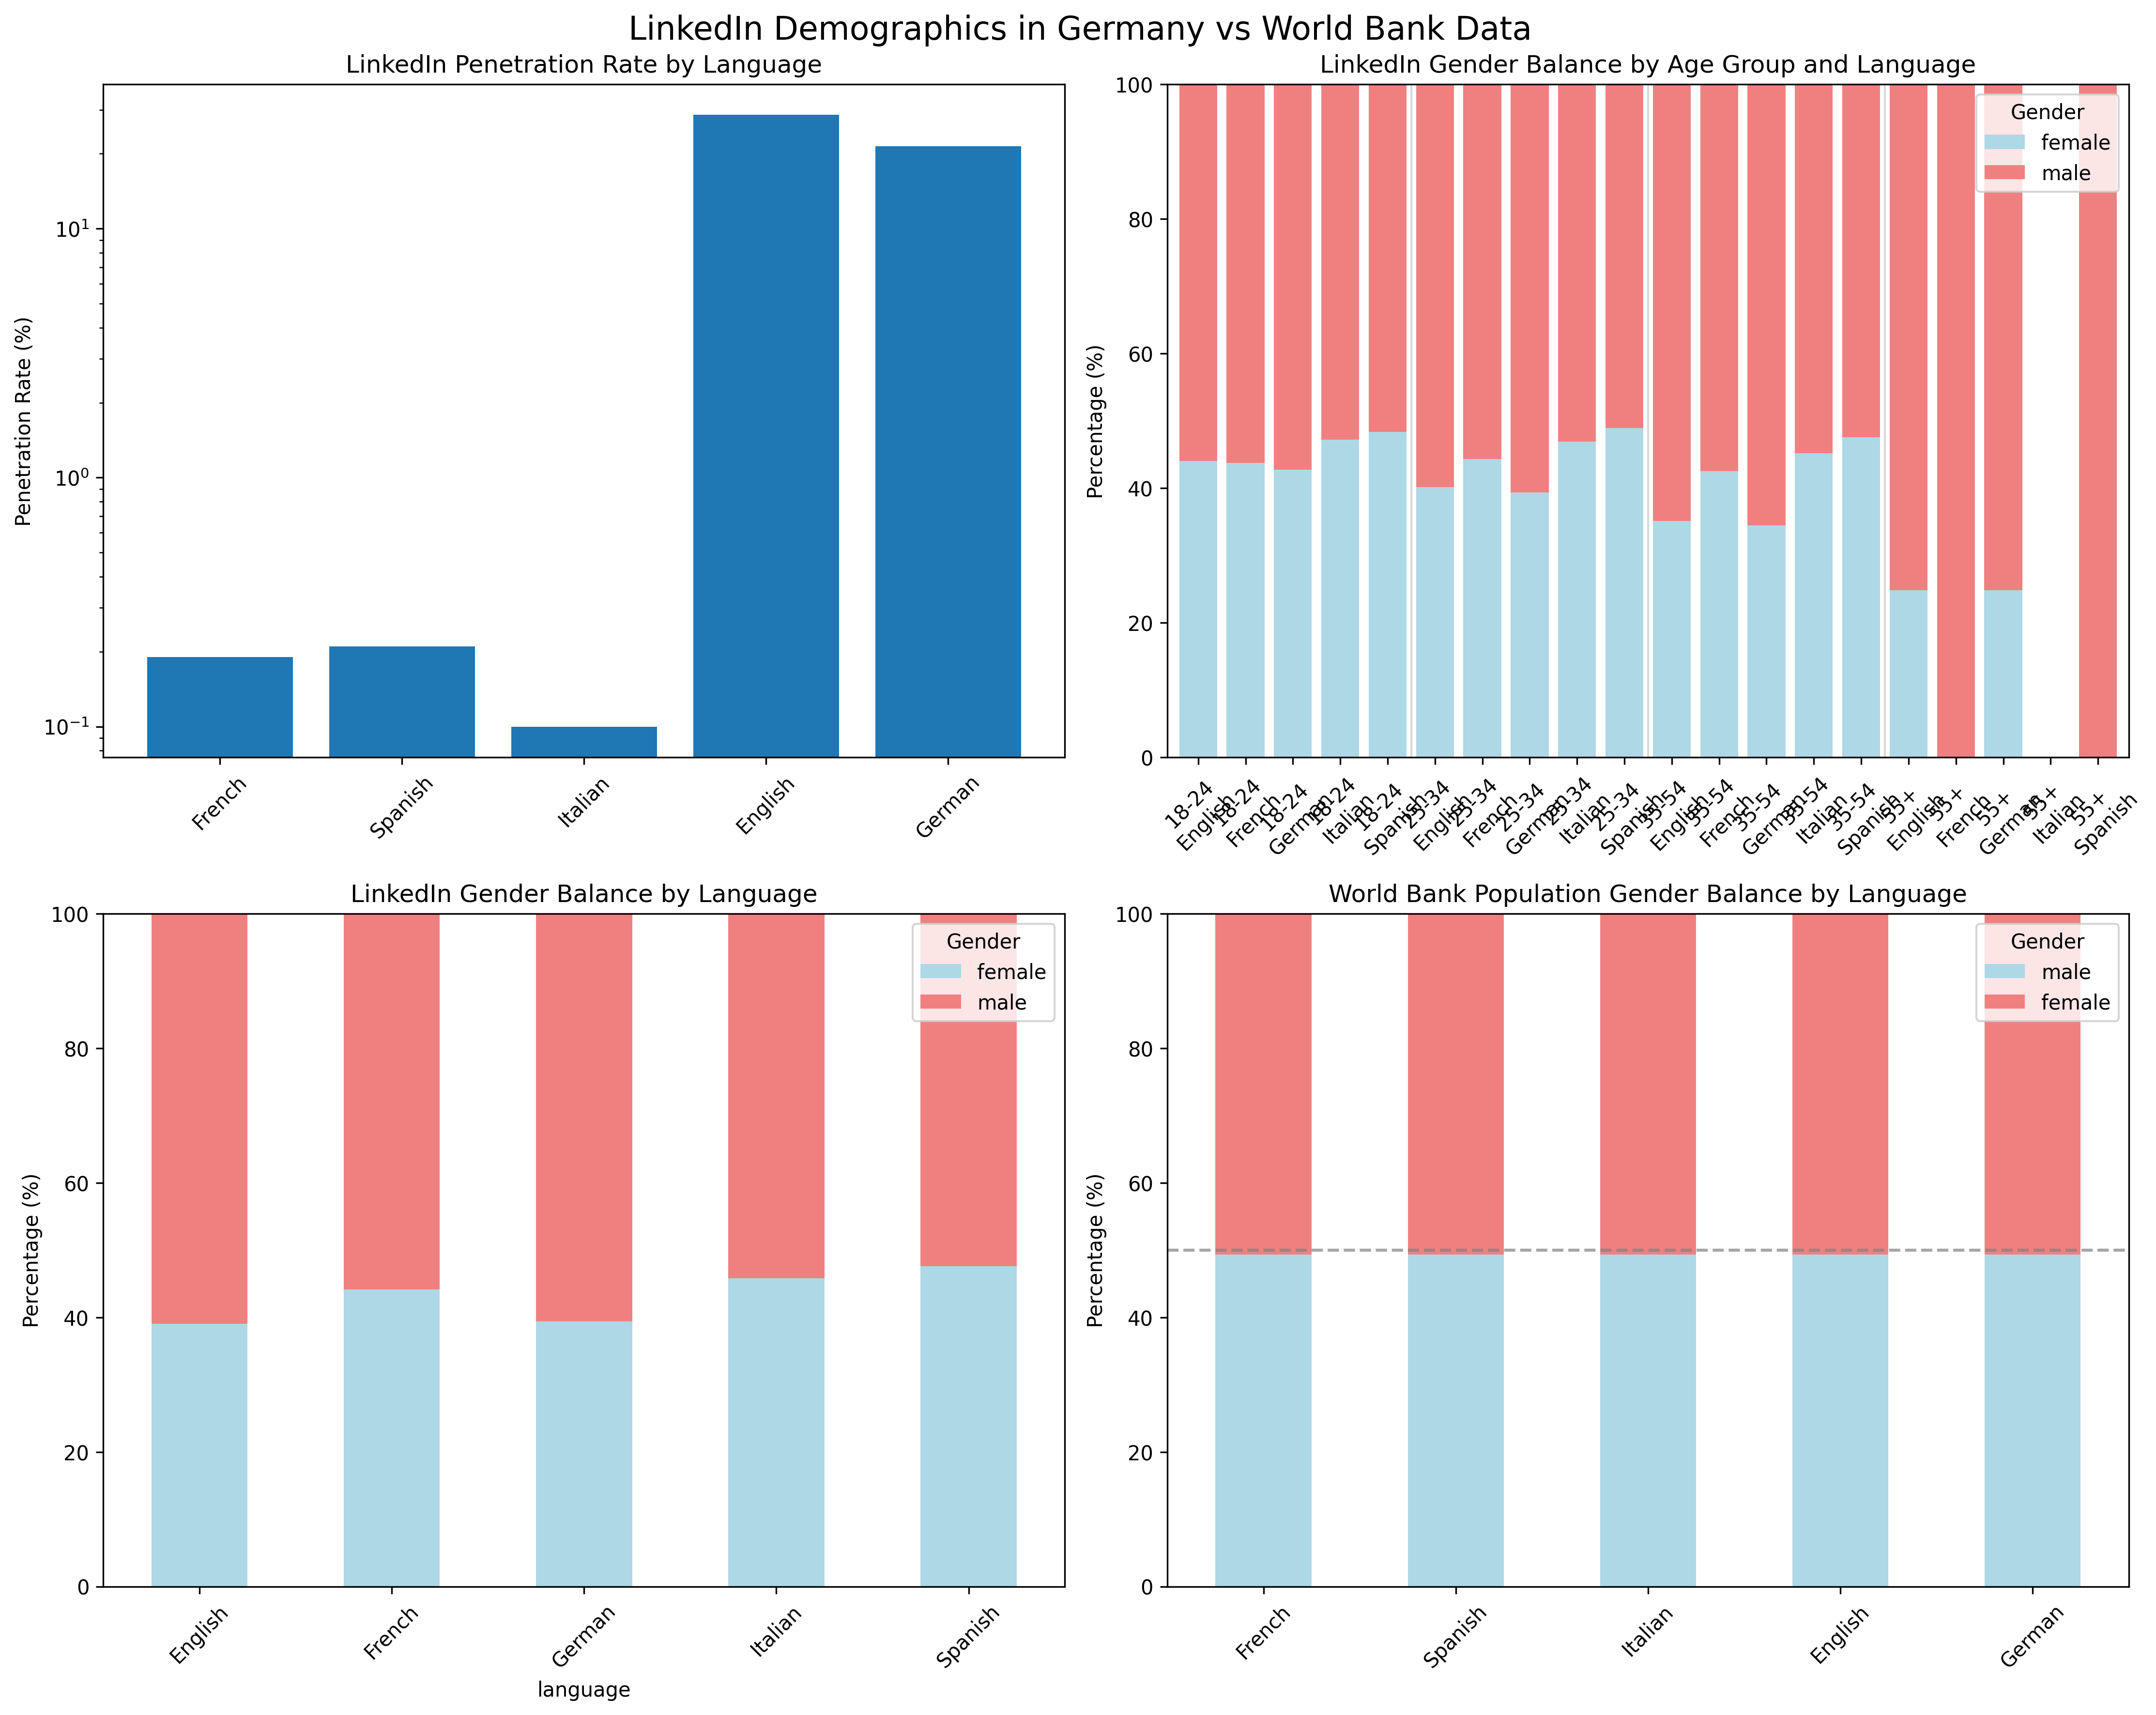 LinkedIn Demographics in Germany vs World Bank Data
LinkedIn Penetration Rate by Language
Penetration Rate (%)
10¹
10⁰
10⁻¹
French
Spanish
Italian
English
German
LinkedIn Gender Balance by Age Group and Language
Percentage (%)
100
80
60
40
20
0
Gender
female
male
18-24
English
18-24
French
18-24
German
18-24
Italian
18-24
Spanish
25-34
English
25-34
French
25-34
German
25-34
Italian
25-34
Spanish
35-54
English
35-54
French
35-54
German
35-54
Italian
35-54
Spanish
55+
English
55+
French
55+
German
55+
Italian
55+
Spanish
LinkedIn Gender Balance by Language
Percentage (%)
100
80
60
40
20
0
Gender
female
male
English
French
German
Italian
Spanish
language
World Bank Population Gender Balance by Language
Percentage (%)
100
80
60
40
20
0
Gender
male
female
French
Spanish
Italian
English
German